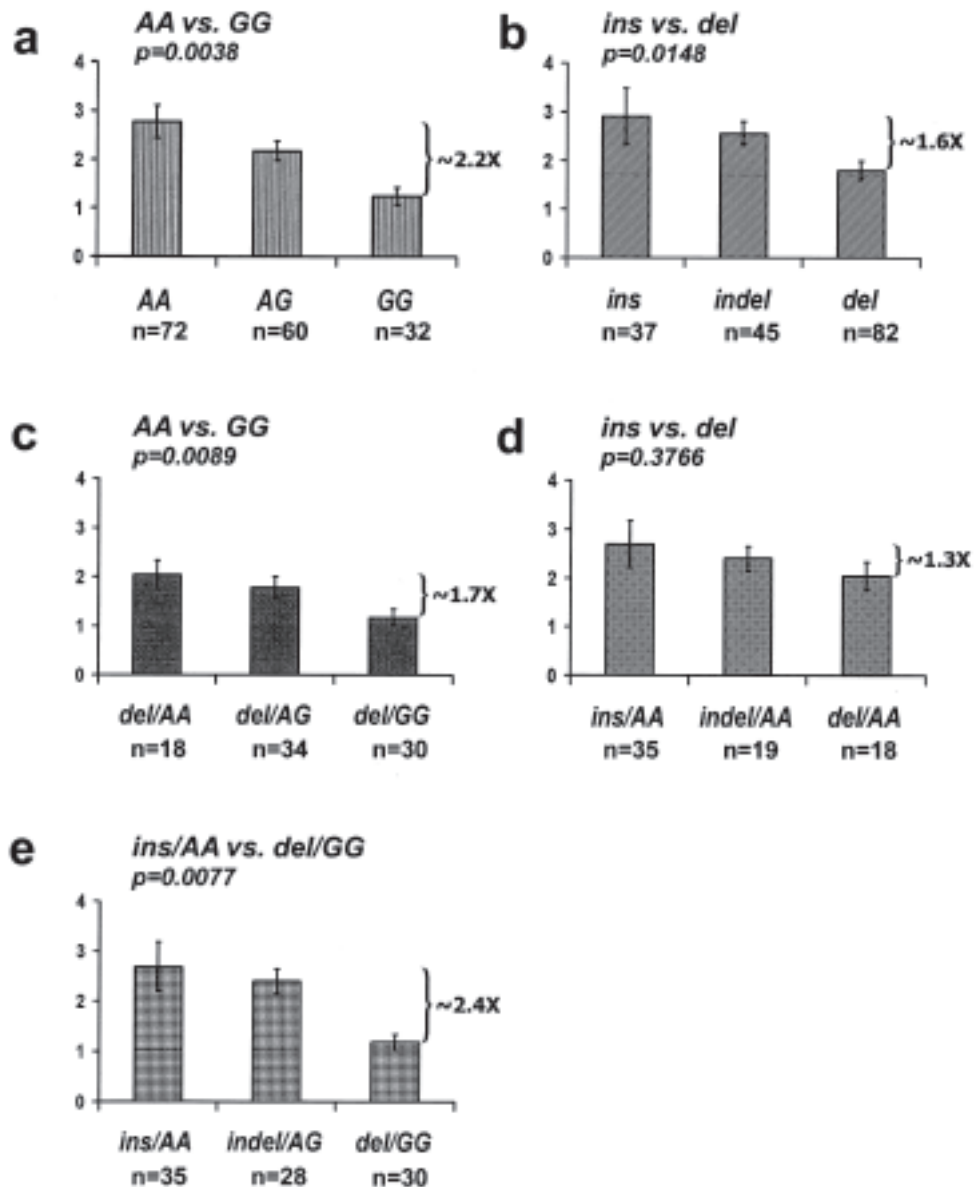 a
AA vs. GG
p=0.0038
4
3
2
1
0
~2.2X
AA AG GG
n=72 n=60 n=32
b
ins vs. del
p=0.0148
4
3
2
1
0
~1.6X
ins indel del
n=37 n=45 n=82
c
AA vs. GG
p=0.0089
4
3
2
1
0
~1.7X
del/AA del/AG del/GG
n=18 n=34 n=30
d
ins vs. del
p=0.3766
4
3
2
1
0
~1.3X
ins/AA indel/AA del/AA
n=35 n=19 n=18
e
ins/AA vs. del/GG
p=0.0077
4
3
2
1
0
~2.4X
ins/AA indel/AG del/GG
n=35 n=28 n=30